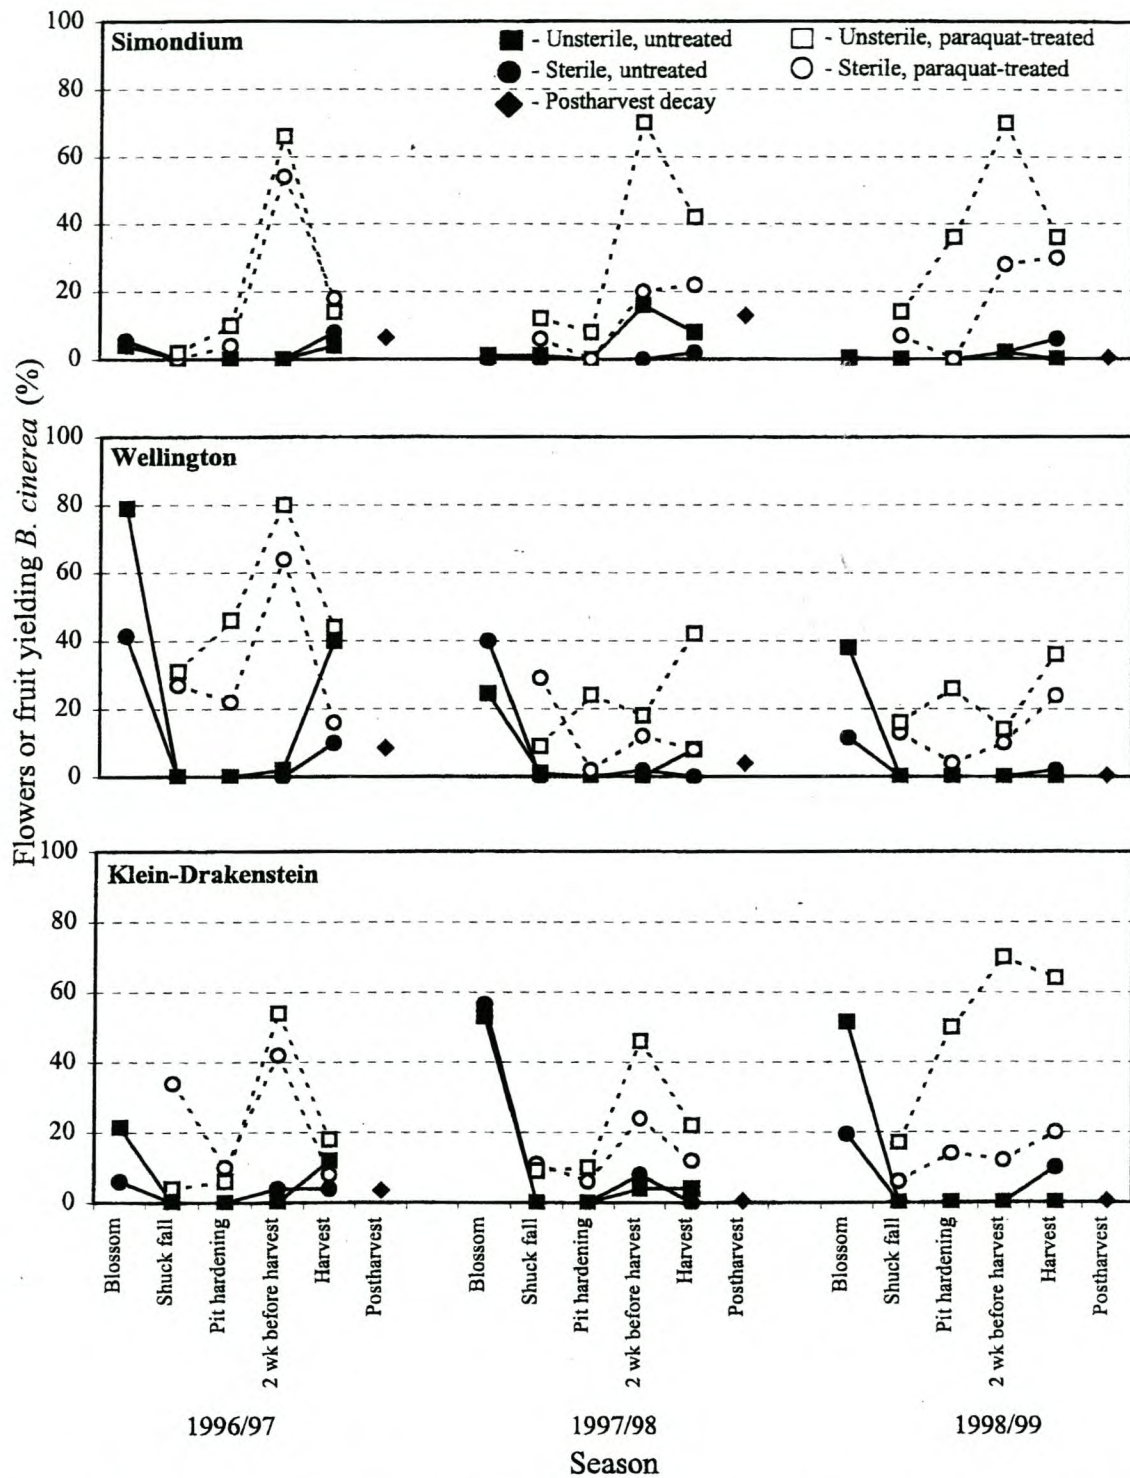 100
Simondium
■ - Unsterile, untreated
□ - Unsterile, paraquat-treated
● - Sterile, untreated
○ - Sterile, paraquat-treated
◆ - Postharvest decay
80
60
40
20
0
100
Wellington
80
60
40
20
0
100
Klein-Drakenstein
80
60
40
20
0
Flowers or fruit yielding B. cinerea (%)
Blossom
Shuck fall
Pit hardening
2 wk before harvest
Harvest
Postharvest
Blossom
Shuck fall
Pit hardening
2 wk before harvest
Harvest
Postharvest
Blossom
Shuck fall
Pit hardening
2 wk before harvest
Harvest
Postharvest
1996/97
1997/98
1998/99
Season